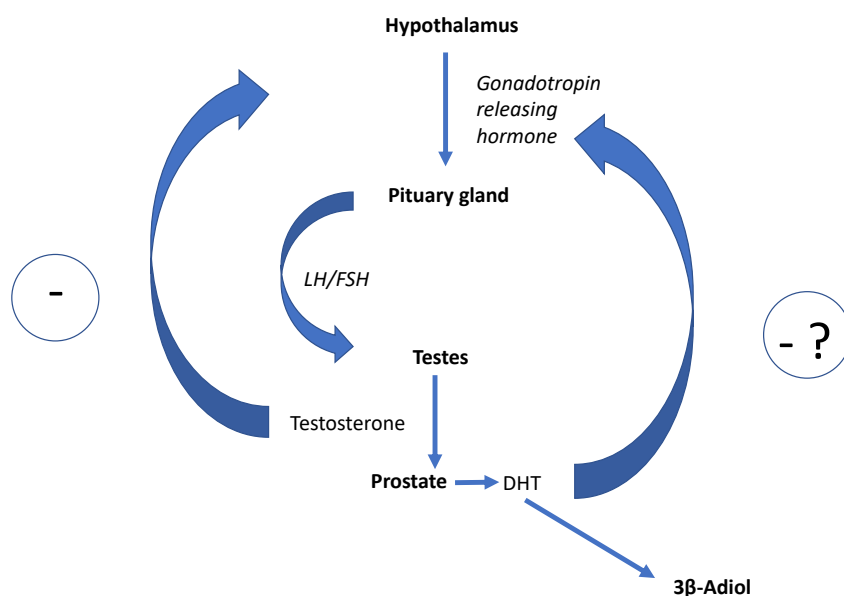 Hypothalamus
Gonadotropin
releasing
hormone
Pituary gland
-
LH/FSH
- ?
Testes
Testosterone
Prostate
DHT
3β-Adiol